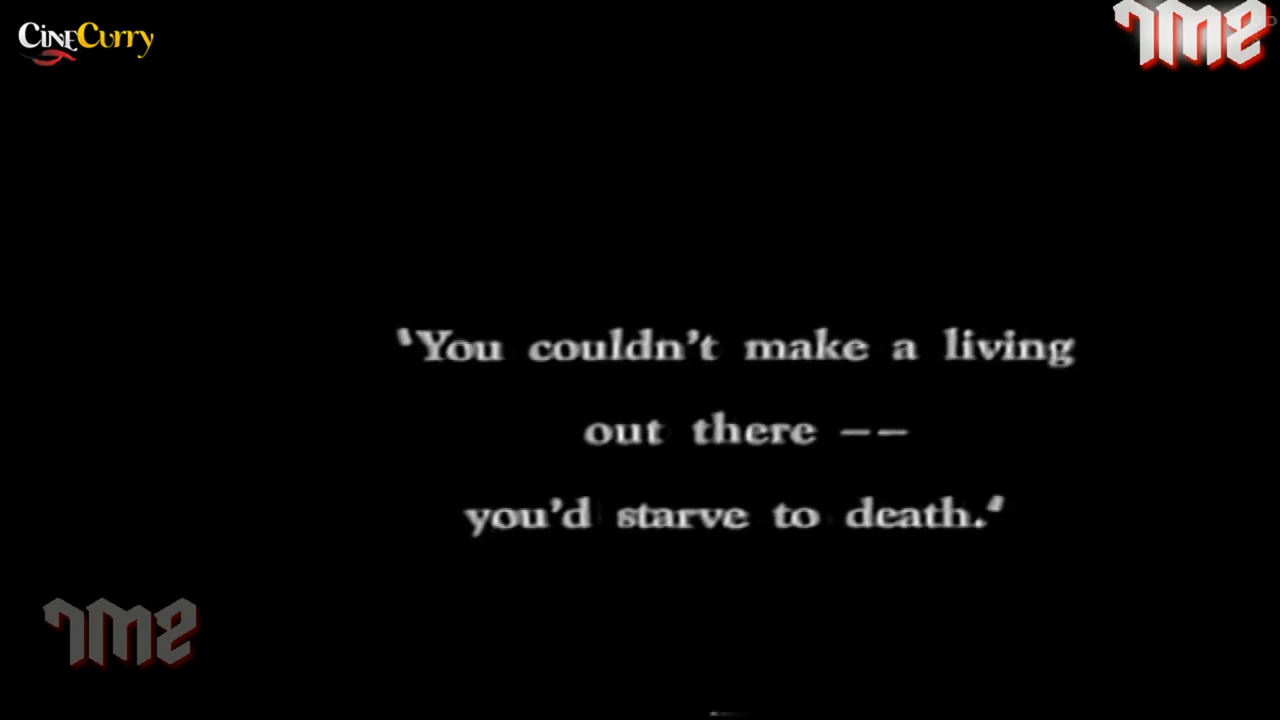 CineCurry
'You couldn't make a living
out there --
you'd starve to death.'